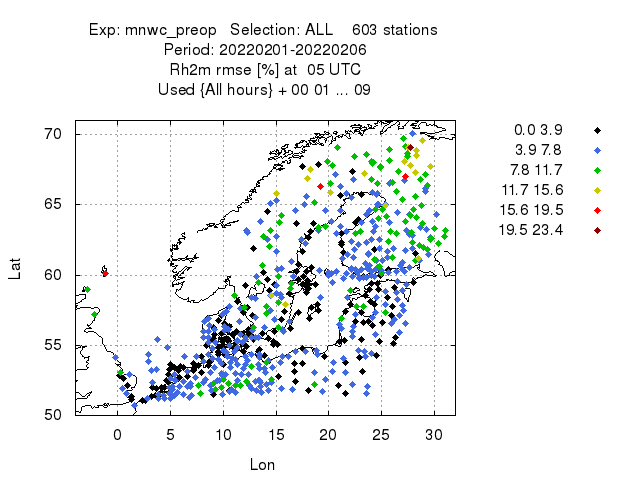 Exp: mnwc_preop   Selection: ALL    603 stations
Period: 20220201-20220206
Rh2m rmse [%] at  05 UTC
Used {All hours} + 00 01 ... 09
0.0 3.9
3.9 7.8
7.8 11.7
11.7 15.6
15.6 19.5
19.5 23.4
70
65
60
55
50
Lat
0 5 10 15 20 25 30
Lon